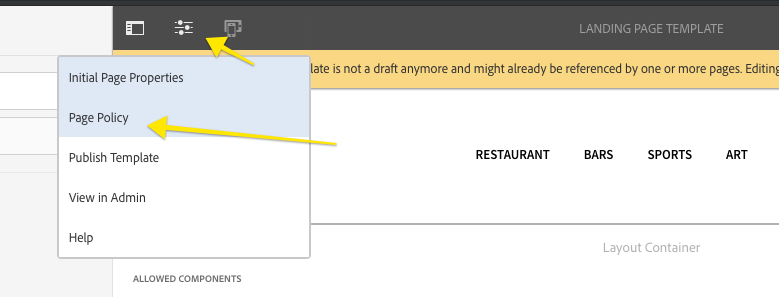 LANDING PAGE TEMPLATE
is not a draft anymore and might already be referenced by one or more pages. Editing
Initial Page Properties
Page Policy
Publish Template
View in Admin
Help
RESTAURANT BARS SPORTS ART
Layout Container
ALLOWED COMPONENTS